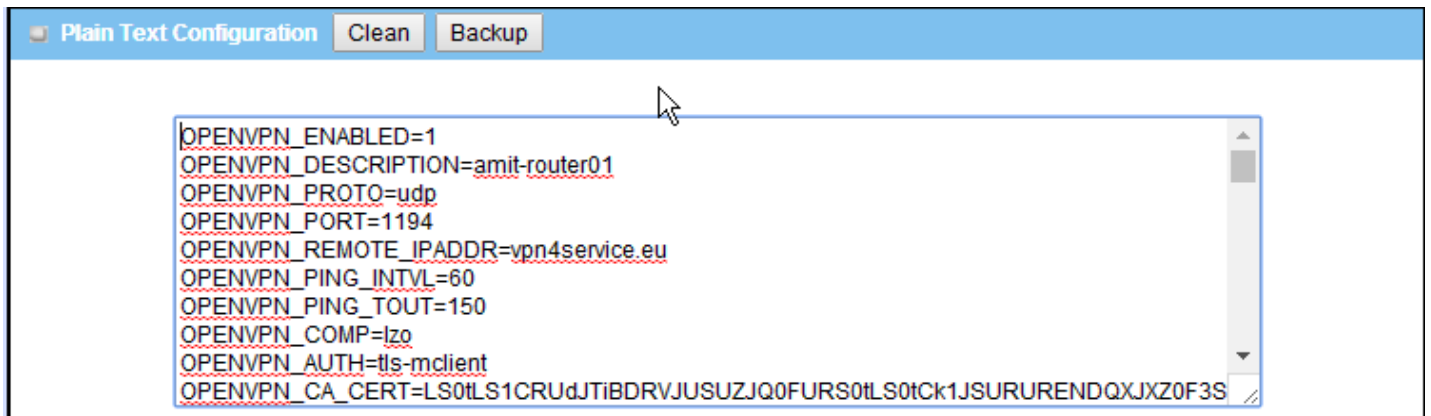 Plain Text Configuration Clean Backup
OPENVPN_ENABLED=1
OPENVPN_DESCRIPTION=amit-router01
OPENVPN_PROTO=udp
OPENVPN_PORT=1194
OPENVPN_REMOTE_IPADDR=vpn4service.eu
OPENVPN_PING_INTVL=60
OPENVPN_PING_TOUT=150
OPENVPN_COMP=lzo
OPENVPN_AUTH=tls-mclient
OPENVPN_CA_CERT=LS0tLS1CRUdJTiBDRVJUSUZJQ0FURS0tLS0tCk1JSURURENDQXJXZ0F3S